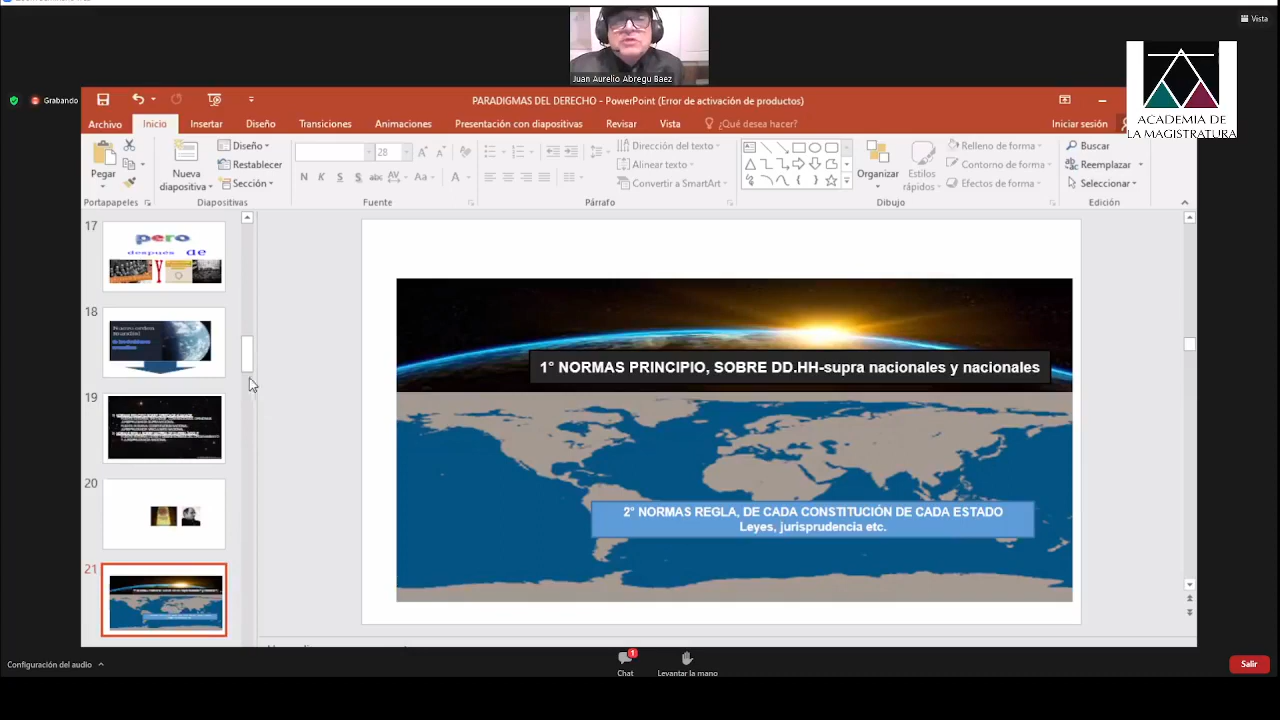 Vista
Juan Aurelio Abregu Baez
ACADEMIA DE
LA MAGISTRATURA
Grabando
PARADIGMAS DEL DERECHO - PowerPoint (Error de activación de productos)
Archivo Inicio Insertar Diseño Transiciones Animaciones Presentación con diapositivas Revisar Vista ¿Qué desea hacer? Iniciar sesión
Pegar
Portapapeles
Nueva
diapositiva
Diseño
Restablecer
Sección
Diapositivas
28
N K S S abc AV Aa A
Fuente
Dirección del texto
Alinear texto
Convertir a SmartArt
Párrafo
Organizar
Estilos
rápidos
Relleno de forma
Contorno de forma
Efectos de forma
Dibujo
Buscar
Reemplazar
Seleccionar
Edición
17
pero
después de
Y
18
19
20
21
1° NORMAS PRINCIPIO, SOBRE DD.HH-supra nacionales y nacionales
2° NORMAS REGLA, DE CADA CONSTITUCIÓN DE CADA ESTADO
Leyes, jurisprudencia etc.
Configuración del audio
1
Chat
Levantar la mano
Salir